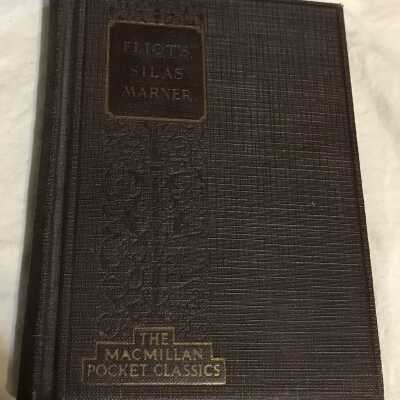 ELIOT'S
SILAS
MARNER
THE
MACMILLAN
POCKET CLASSICS